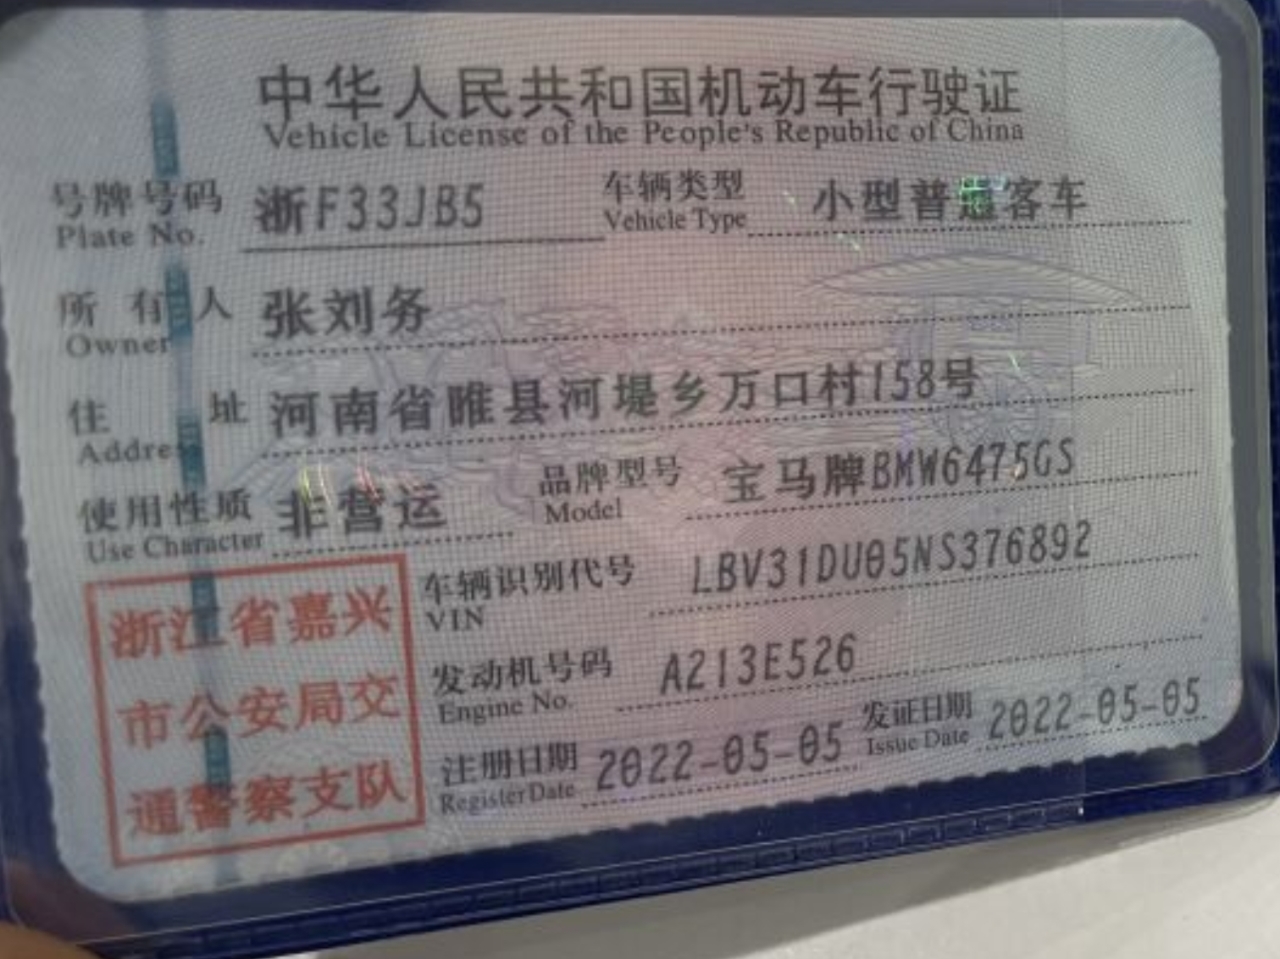 中华人民共和国机动车行驶证
Vehicle License of the People's Republic of China
号牌号码 浙F33JB5 车辆类型 小型普通客车
Plate No. Vehicle Type
所有人 张刘务
Owner
住址 河南省睢县河堤乡万口村158号
Address
使用性质 非营运 品牌型号 宝马牌BMW6475GS
Use Character Model
车辆识别代号 LBV31DU05NS376892
VIN
发动机号码 A213E526
Engine No.
注册日期 2022-05-05 发证日期 2022-05-05
Register Date Issue Date
浙江省嘉兴
市公安局交
通警察支队